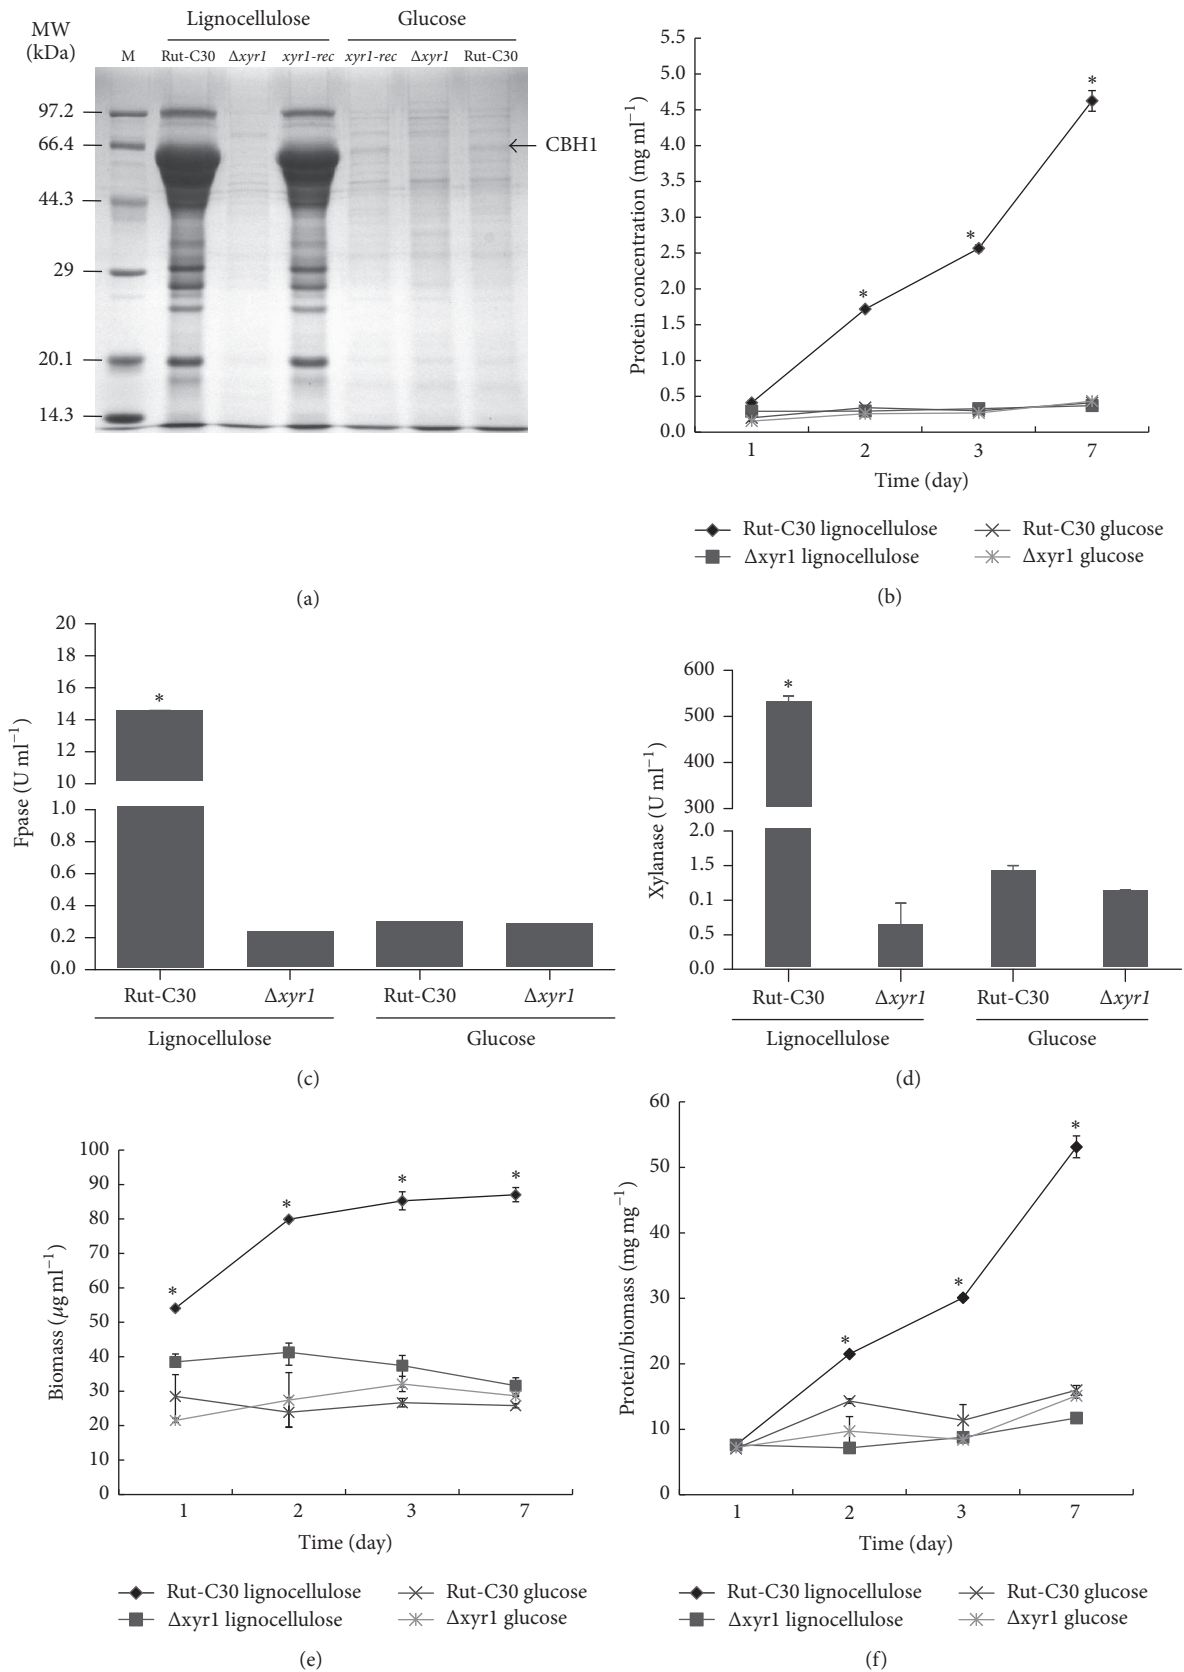 MW
(kDa)
Lignocellulose
Glucose
M
Rut-C30
Δxyr1
xyr1-rec
xyr1-rec
Δxyr1
Rut-C30
97.2
66.4
44.3
29
20.1
14.3
CBH1
(a)
Protein concentration (mg ml⁻¹)
5.5
5.0
4.5
4.0
3.5
3.0
2.5
2.0
1.5
1.0
0.5
0.0
*
*
*
1 2 3 7
Time (day)
Rut-C30 lignocellulose
Δxyr1 lignocellulose
Rut-C30 glucose
Δxyr1 glucose
(b)
Fpase (U ml⁻¹)
20
18
16
14
12
10
1.0
0.8
0.6
0.4
0.2
0.0
*
Rut-C30
Δxyr1
Rut-C30
Δxyr1
Lignocellulose
Glucose
(c)
Xylanase (U ml⁻¹)
600
500
400
300
2.0
1.5
0.1
0.5
0.0
*
Rut-C30
Δxyr1
Rut-C30
Δxyr1
Lignocellulose
Glucose
(d)
Biomass (μg ml⁻¹)
100
90
80
70
60
50
40
30
20
10
0
*
*
*
*
1 2 3 7
Time (day)
Rut-C30 lignocellulose
Δxyr1 lignocellulose
Rut-C30 glucose
Δxyr1 glucose
(e)
Protein/biomass (mg mg⁻¹)
60
50
40
30
20
10
0
*
*
*
1 2 3 7
Time (day)
Rut-C30 lignocellulose
Δxyr1 lignocellulose
Rut-C30 glucose
Δxyr1 glucose
(f)